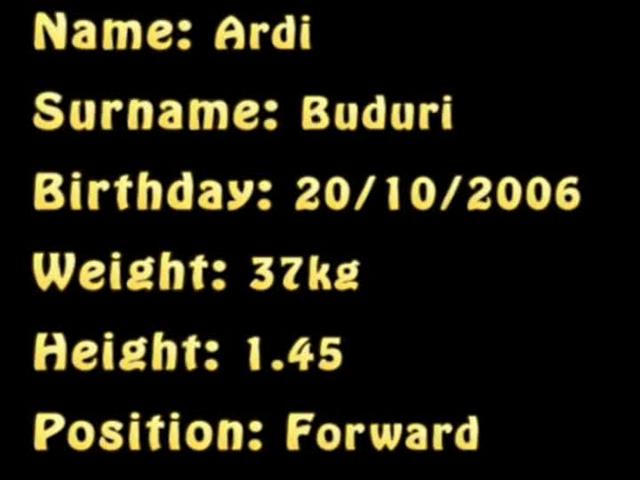 Name: Ardi
Surname: Buduri
Birthday: 20/10/2006
Weight: 37kg
Height: 1.45
Position: Forward